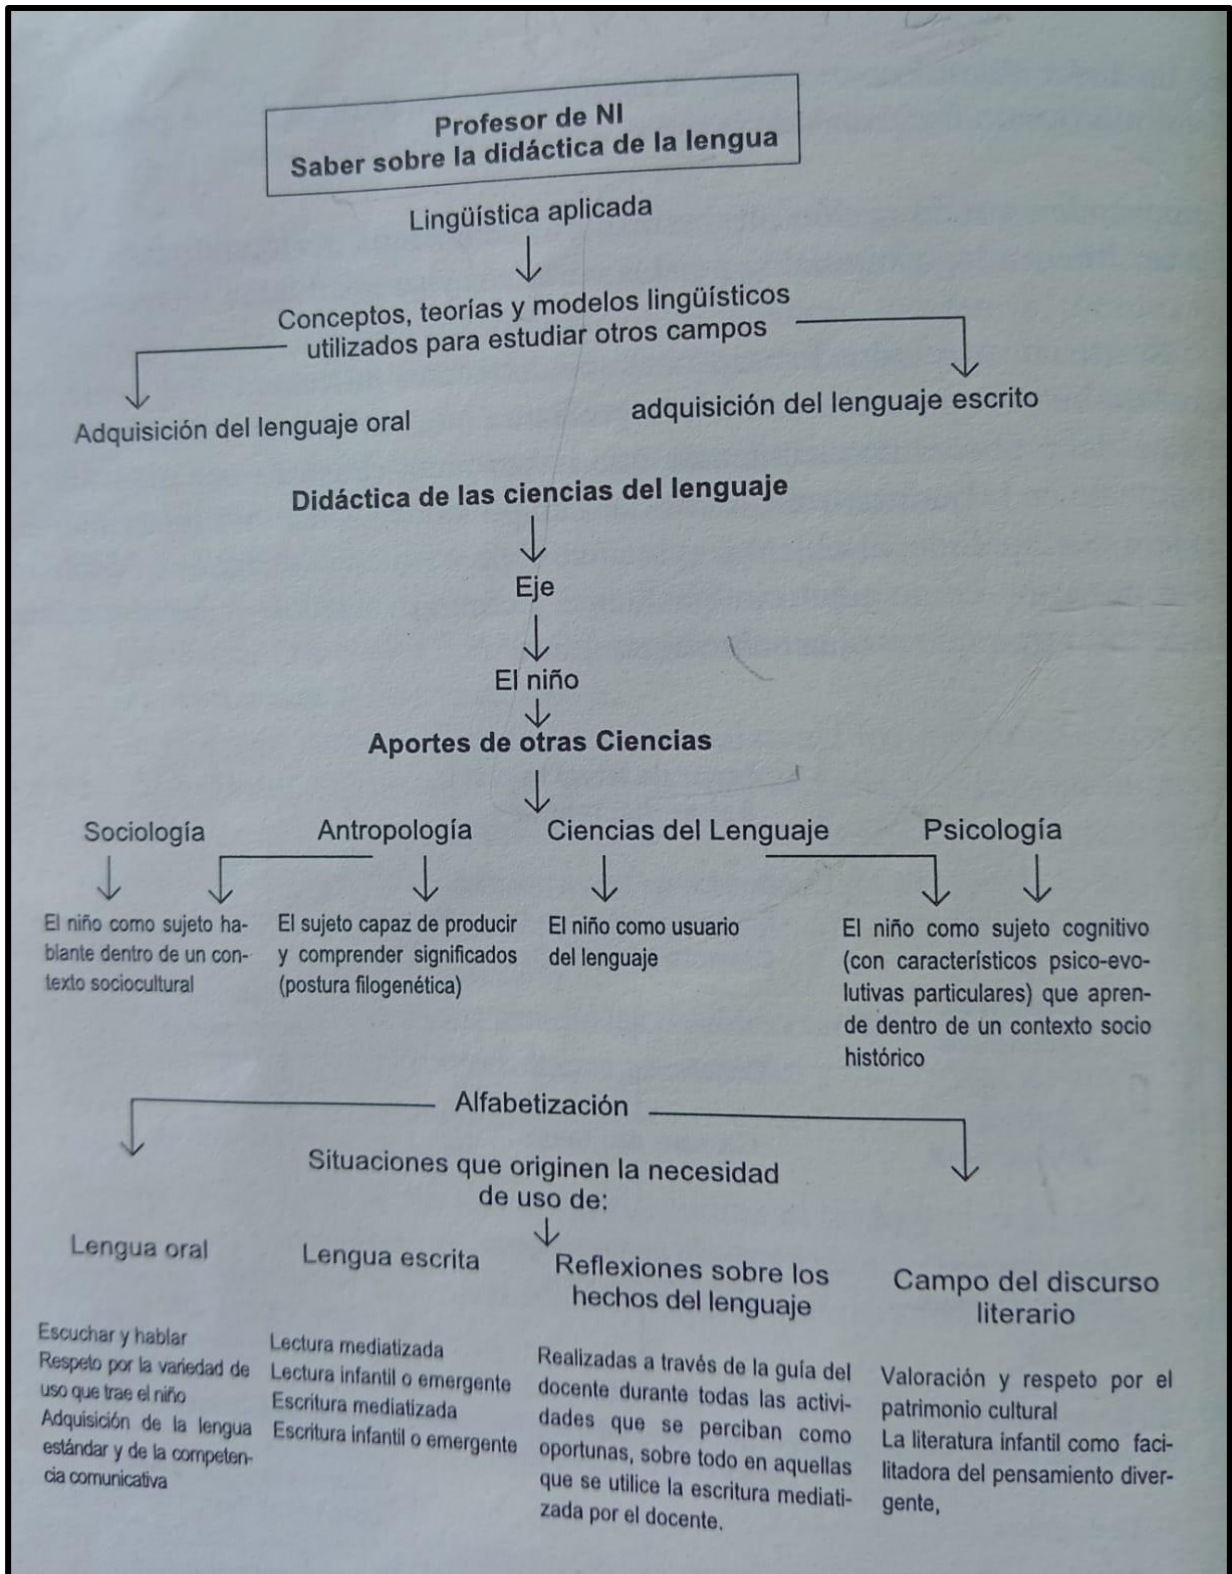 Profesor de NI
Saber sobre la didáctica de la lengua
Lingüística aplicada
Conceptos, teorías y modelos lingüísticos
utilizados para estudiar otros campos
Adquisición del lenguaje oral
adquisición del lenguaje escrito
Didáctica de las ciencias del lenguaje
Eje
El niño
Aportes de otras Ciencias
Sociología
Antropología
Ciencias del Lenguaje
Psicología
El niño como sujeto ha-
blante dentro de un con-
texto sociocultural
El sujeto capaz de producir
y comprender significados
(postura filogenética)
El niño como usuario
del lenguaje
El niño como sujeto cognitivo
(con característicos psico-evo-
lutivas particulares) que apren-
de dentro de un contexto socio
histórico
Alfabetización
Situaciones que originen la necesidad
de uso de:
Lengua oral
Lengua escrita
Reflexiones sobre los
hechos del lenguaje
Campo del discurso
literario
Escuchar y hablar
Respeto por la variedad de
uso que trae el niño
Adquisición de la lengua
estándar y de la competen-
cia comunicativa
Lectura mediatizada
Lectura infantil o emergente
Escritura mediatizada
Escritura infantil o emergente
Realizadas a través de la guía del
docente durante todas las activi-
dades que se perciban como
oportunas, sobre todo en aquellas
que se utilice la escritura mediati-
zada por el docente.
Valoración y respeto por el
patrimonio cultural
La literatura infantil como faci-
litadora del pensamiento diver-
gente,